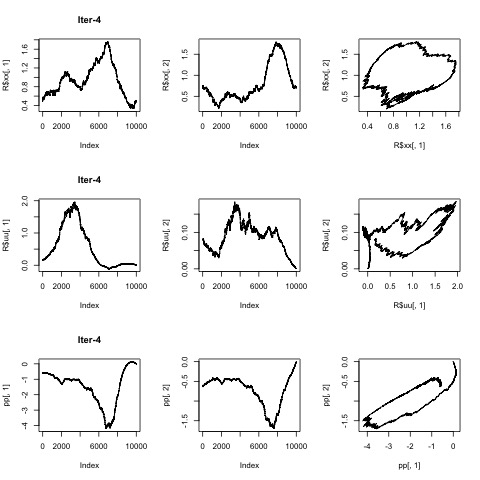 Iter-4
R$xx[, 1]
0.4 0.8 1.2 1.6
0 2000 6000 10000
Index
R$xx[, 2]
0.5 1.0 1.5
0 2000 6000 10000
Index
R$xx[, 2]
0.5 1.0 1.5
0.4 0.8 1.2 1.6
R$xx[, 1]
Iter-4
R$uu[, 1]
0.0 1.0 2.0
0 2000 6000 10000
Index
R$uu[, 2]
0.00 0.10
0 2000 6000 10000
Index
R$uu[, 2]
0.00 0.10
0.0 0.5 1.0 1.5 2.0
R$uu[, 1]
Iter-4
pp[, 1]
-4 -3 -2 -1 0
0 2000 6000 10000
Index
pp[, 2]
-1.5 -0.5 0.0
0 2000 6000 10000
Index
pp[, 2]
-1.5 -0.5 0.0
-4 -3 -2 -1 0
pp[, 1]